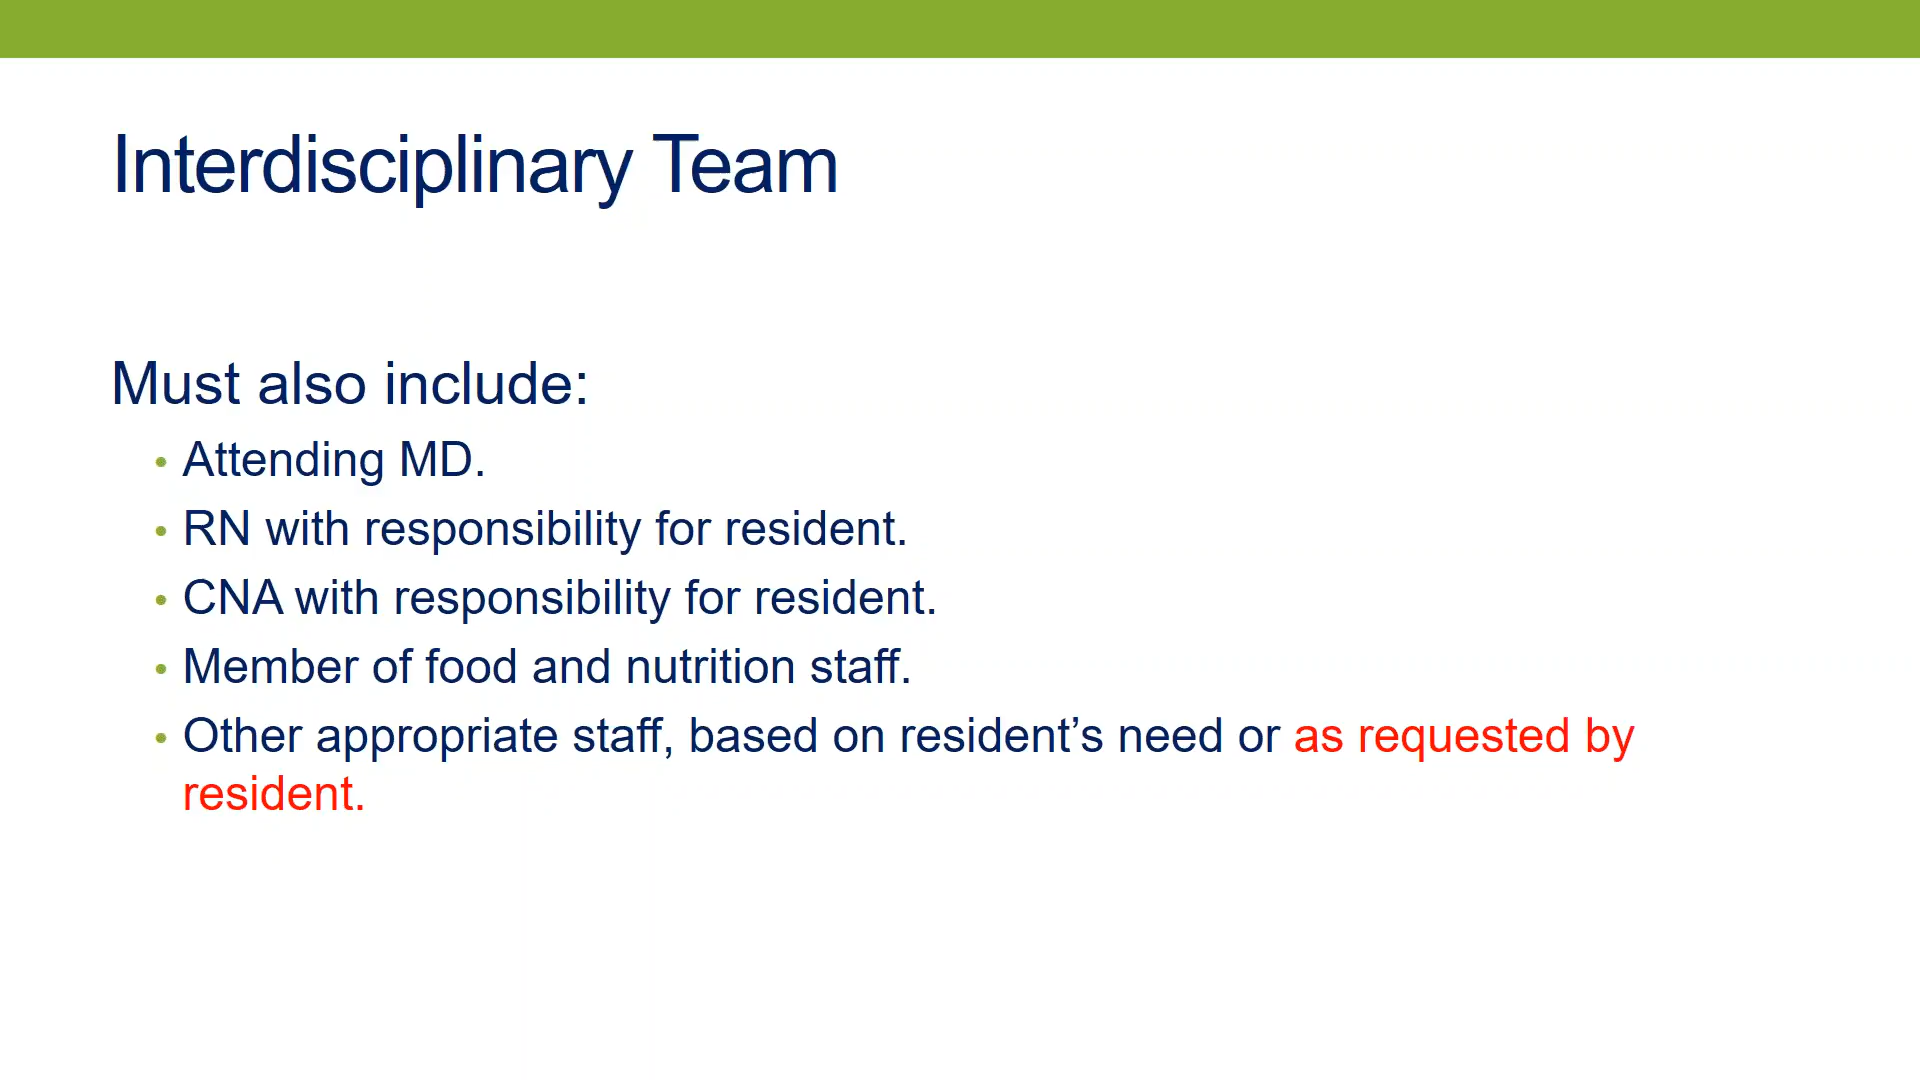 Interdisciplinary Team
Must also include:
• Attending MD.
• RN with responsibility for resident.
• CNA with responsibility for resident.
• Member of food and nutrition staff.
• Other appropriate staff, based on resident’s need or as requested by
resident.